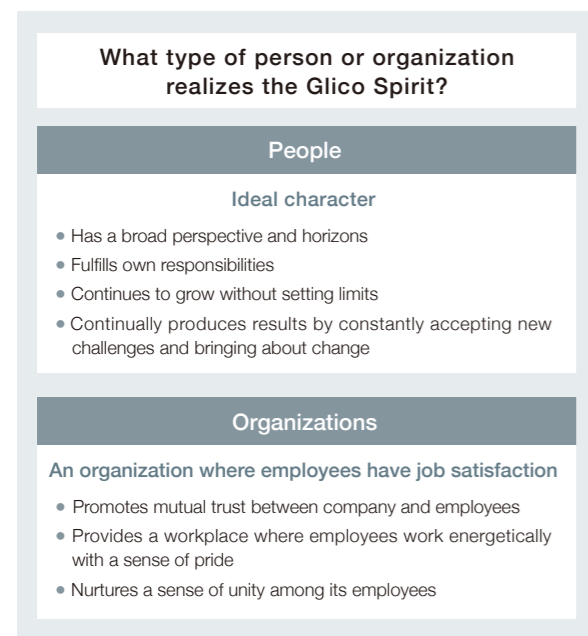 What type of person or organization
realizes the Glico Spirit?
People
Ideal character
• Has a broad perspective and horizons
• Fulfills own responsibilities
• Continues to grow without setting limits
• Continually produces results by constantly accepting new
challenges and bringing about change
Organizations
An organization where employees have job satisfaction
• Promotes mutual trust between company and employees
• Provides a workplace where employees work energetically
with a sense of pride
• Nurtures a sense of unity among its employees